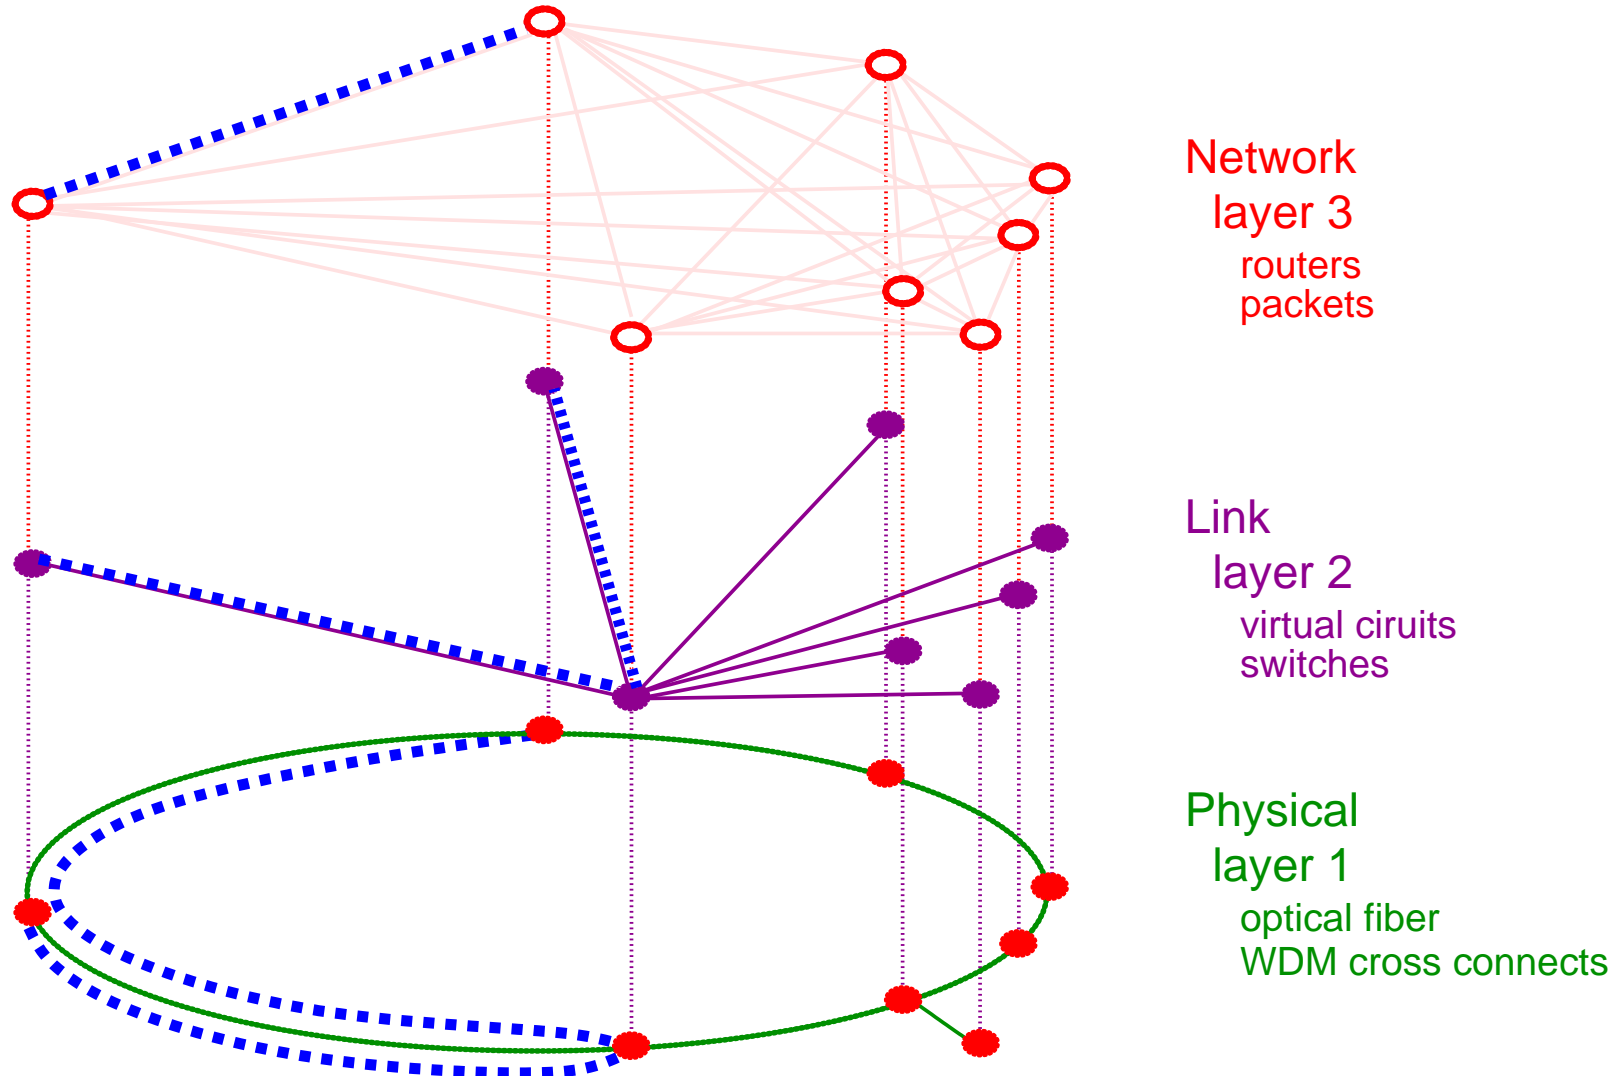 Network
layer 3
routers
packets
Link
layer 2
virtual ciruits
switches
Physical
layer 1
optical fiber
WDM cross connects